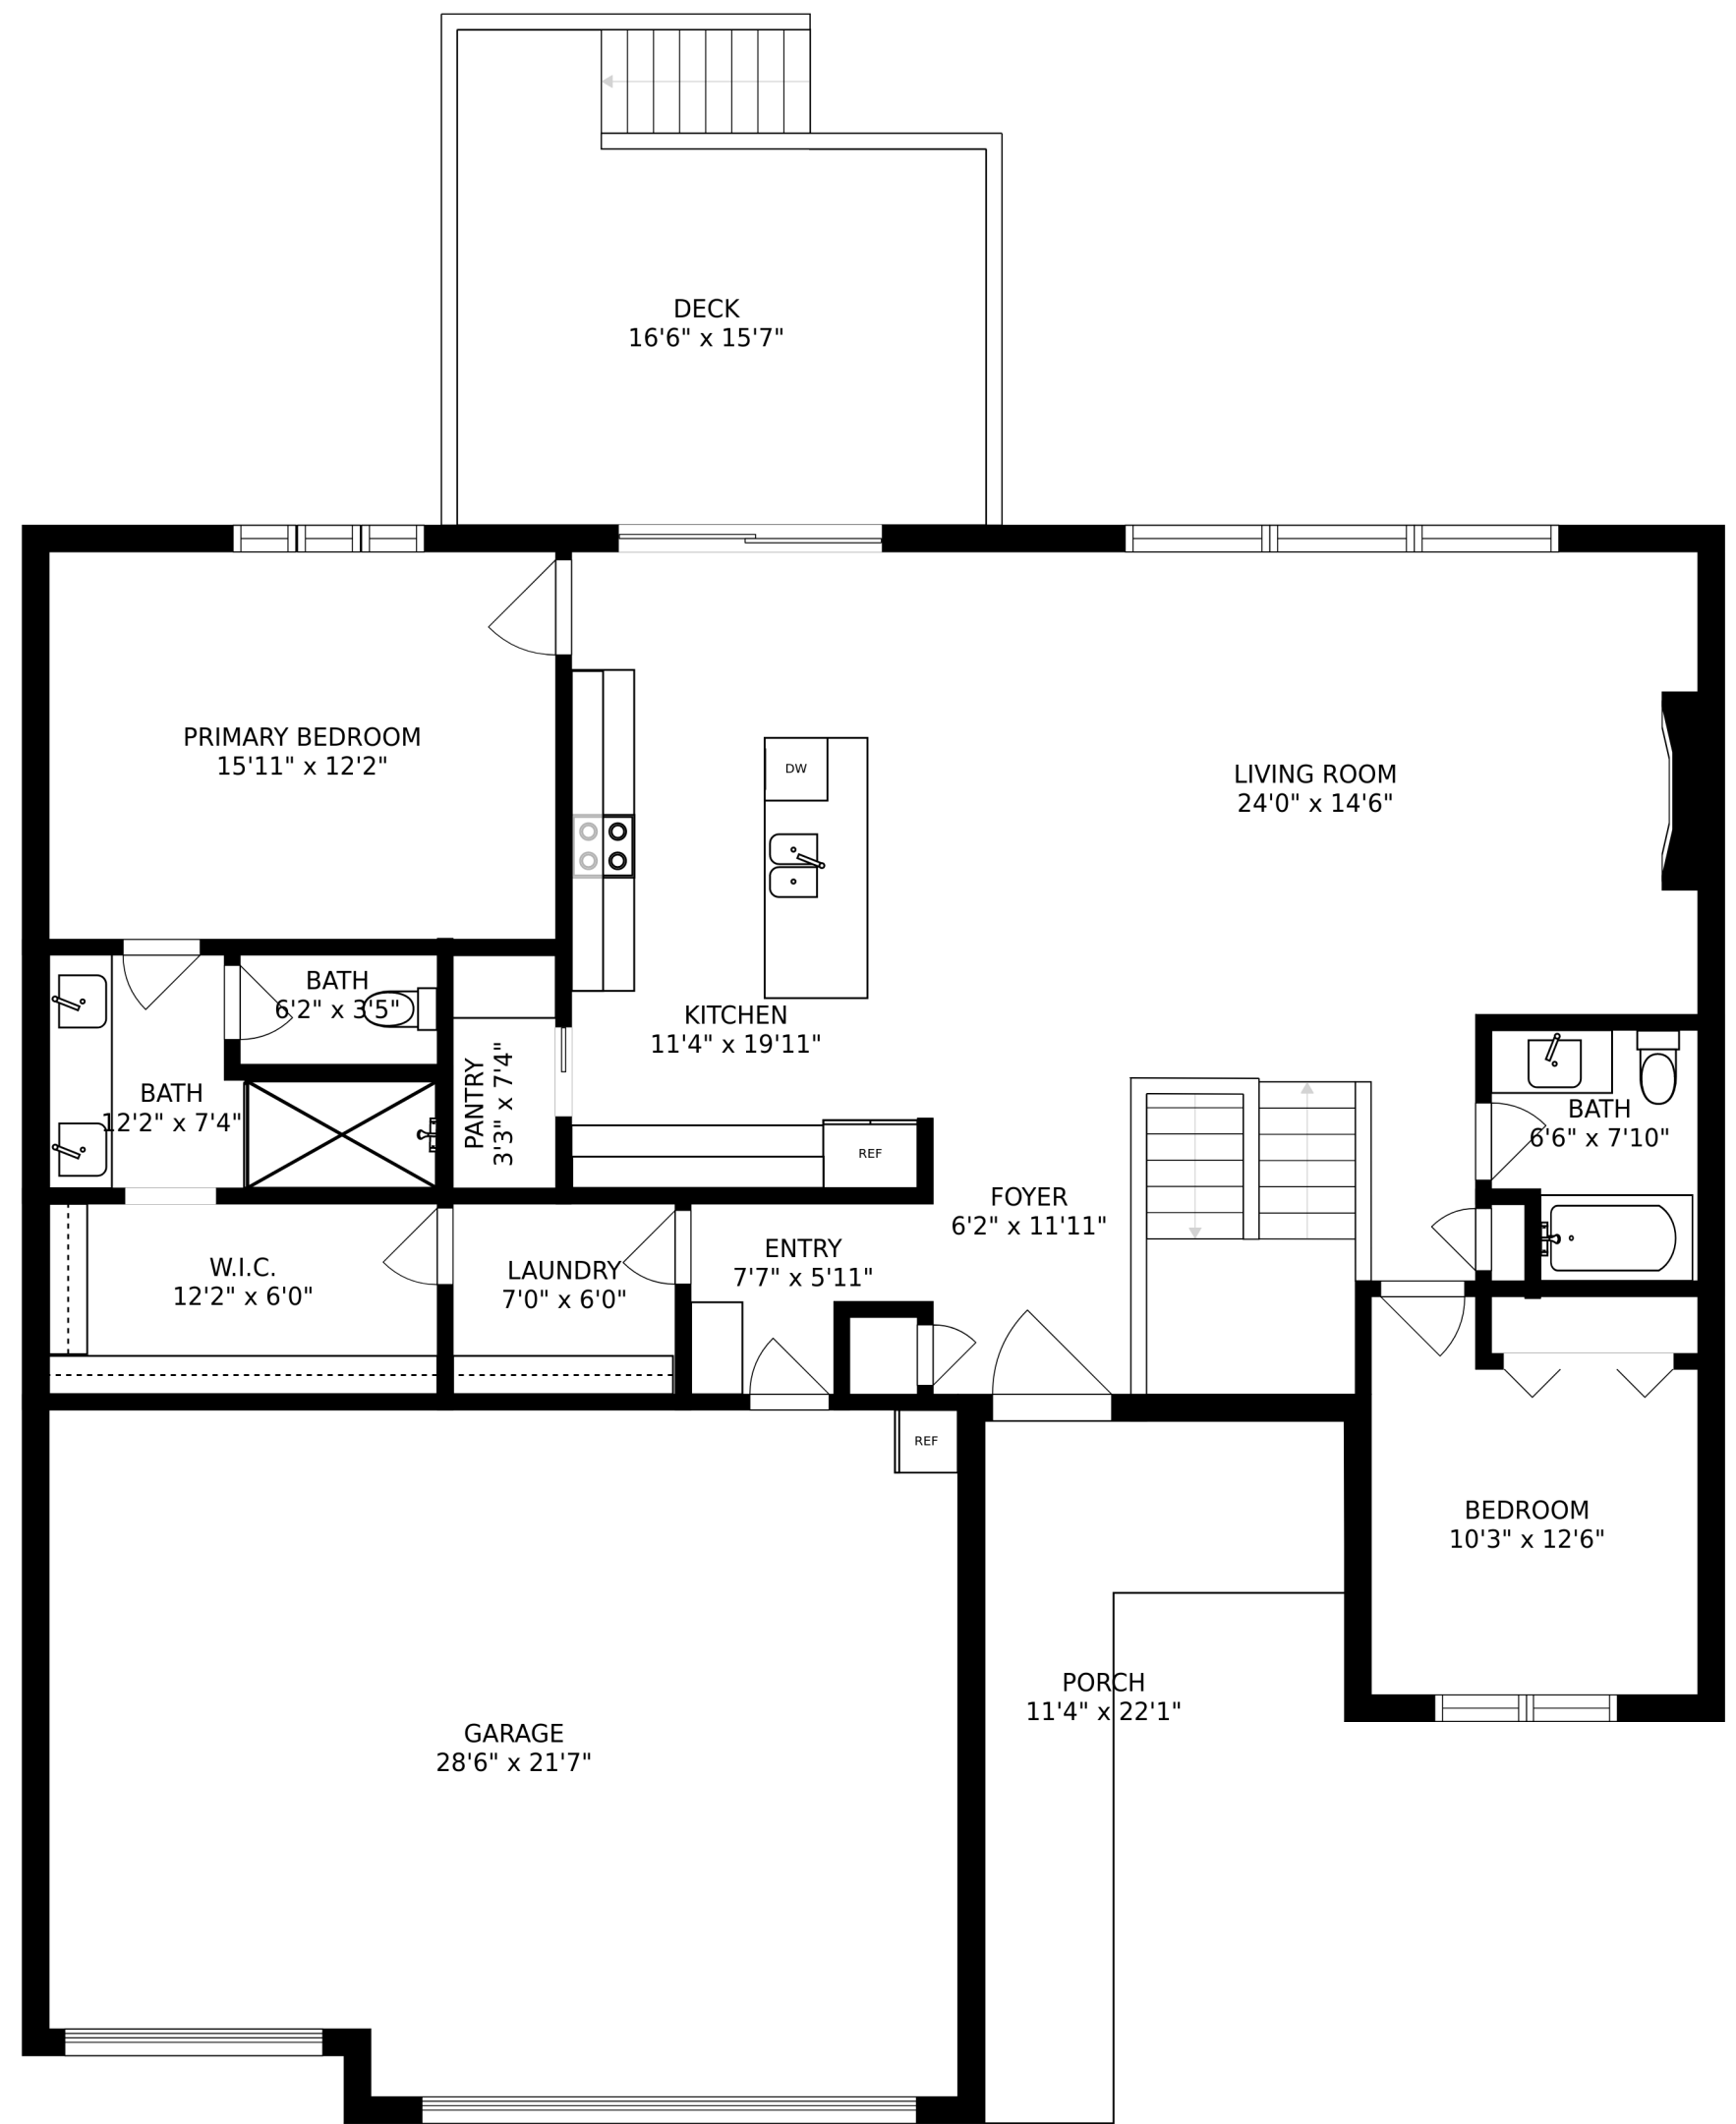 DECK
16'6" x 15'7"
PRIMARY BEDROOM
15'11" x 12'2"
DW
LIVING ROOM
24'0" x 14'6"
BATH
6'2" x 3'5"
KITCHEN
11'4" x 19'11"
BATH
12'2" x 7'4"
PANTRY
3'3" x 7'4"
REF
BATH
6'6" x 7'10"
FOYER
6'2" x 11'11"
ENTRY
7'7" x 5'11"
W.I.C.
12'2" x 6'0"
LAUNDRY
7'0" x 6'0"
REF
BEDROOM
10'3" x 12'6"
PORCH
11'4" x 22'1"
GARAGE
28'6" x 21'7"